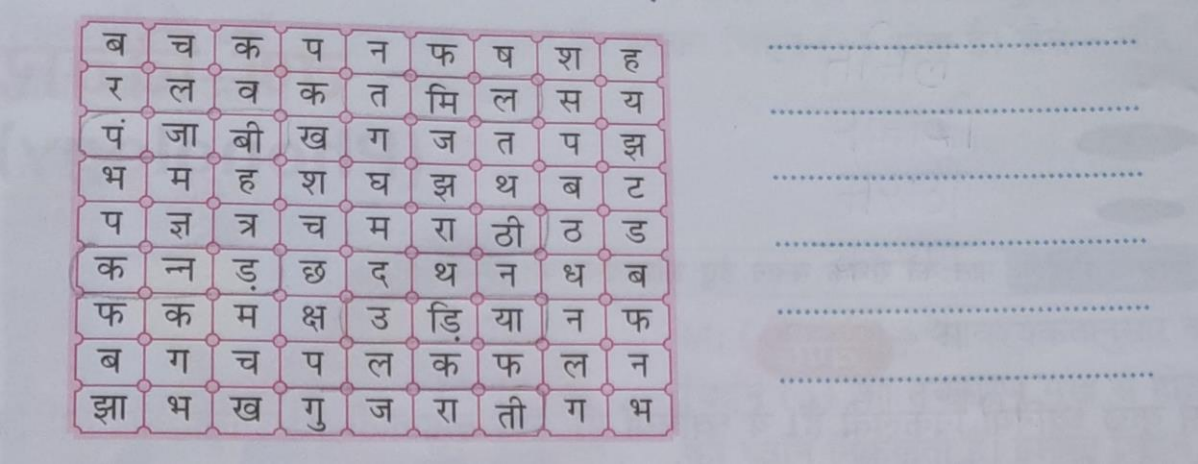 ब च क प न फ ष श ह
र ल व क त मि ल स य
पं जा बी ख ग ज त प झ
भ म ह श घ झ थ ब ट
प ज्ञ त्र च म रा ठी ठ ड
क न्न ड़ छ द थ न ध ब
फ क म क्ष उ ड़ि या न फ
ब ग च प ल क फ ल न
झा भ ख गु ज रा ती ग भ